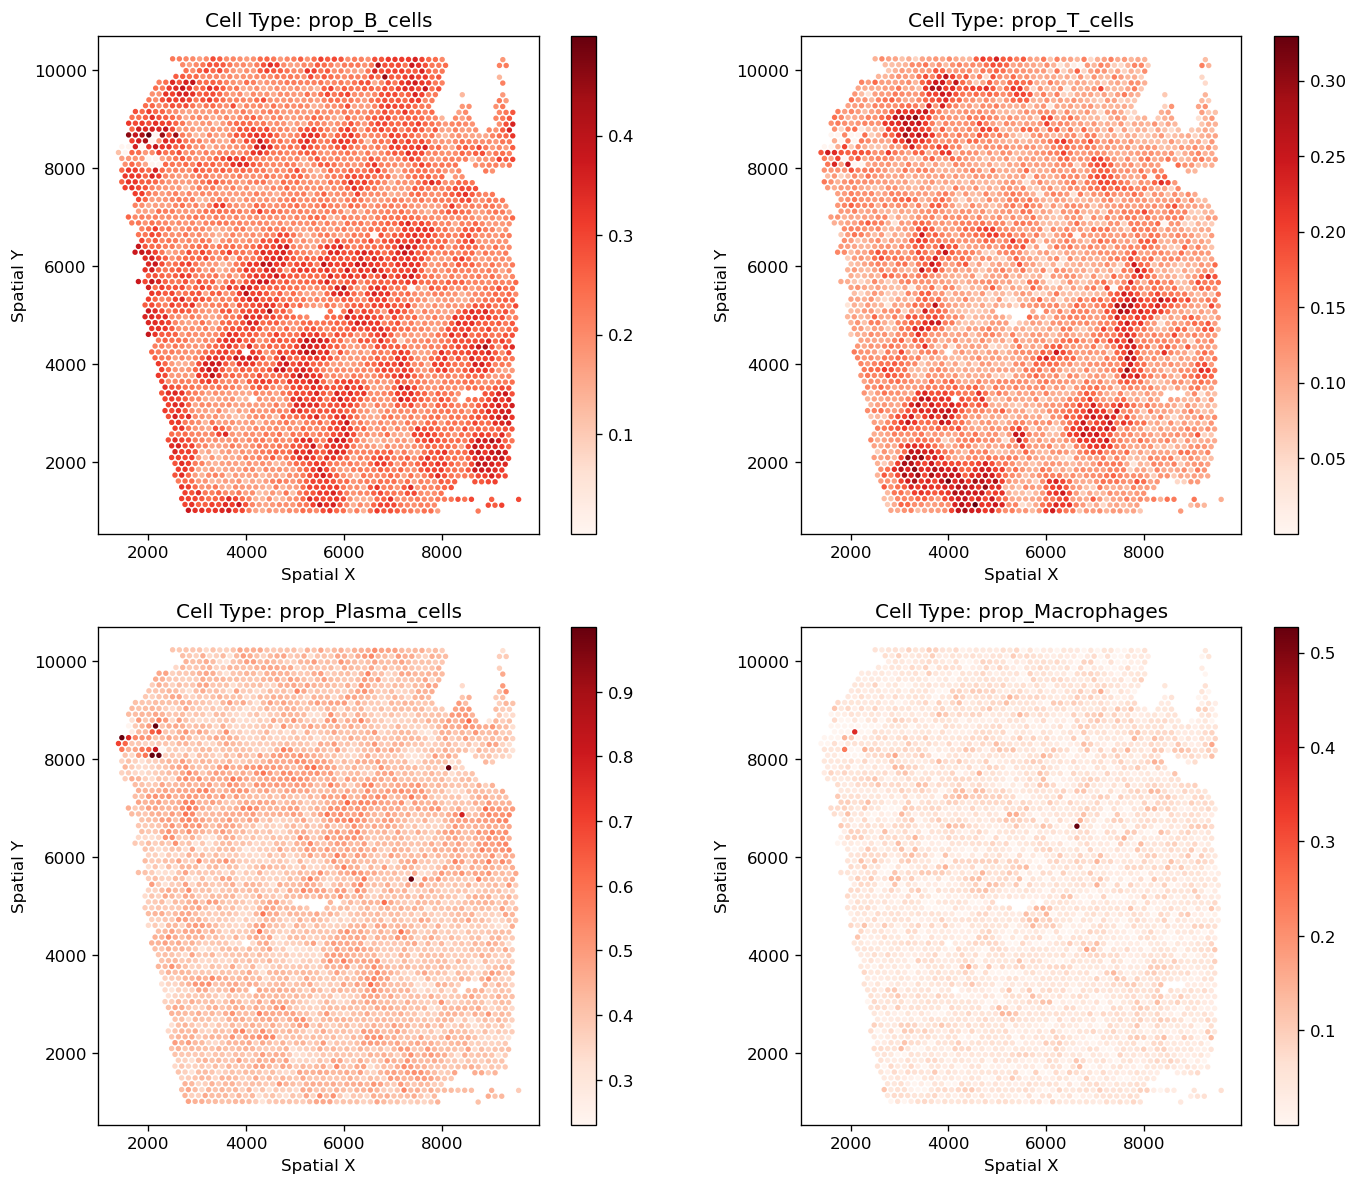 Cell Type: prop_B_cells
10000
8000
6000
4000
2000
Spatial Y
2000 4000 6000 8000
Spatial X
0.4
0.3
0.2
0.1
Cell Type: prop_T_cells
10000
8000
6000
4000
2000
Spatial Y
2000 4000 6000 8000
Spatial X
0.30
0.25
0.20
0.15
0.10
0.05
Cell Type: prop_Plasma_cells
10000
8000
6000
4000
2000
Spatial Y
2000 4000 6000 8000
Spatial X
0.9
0.8
0.7
0.6
0.5
0.4
0.3
Cell Type: prop_Macrophages
10000
8000
6000
4000
2000
Spatial Y
2000 4000 6000 8000
Spatial X
0.5
0.4
0.3
0.2
0.1